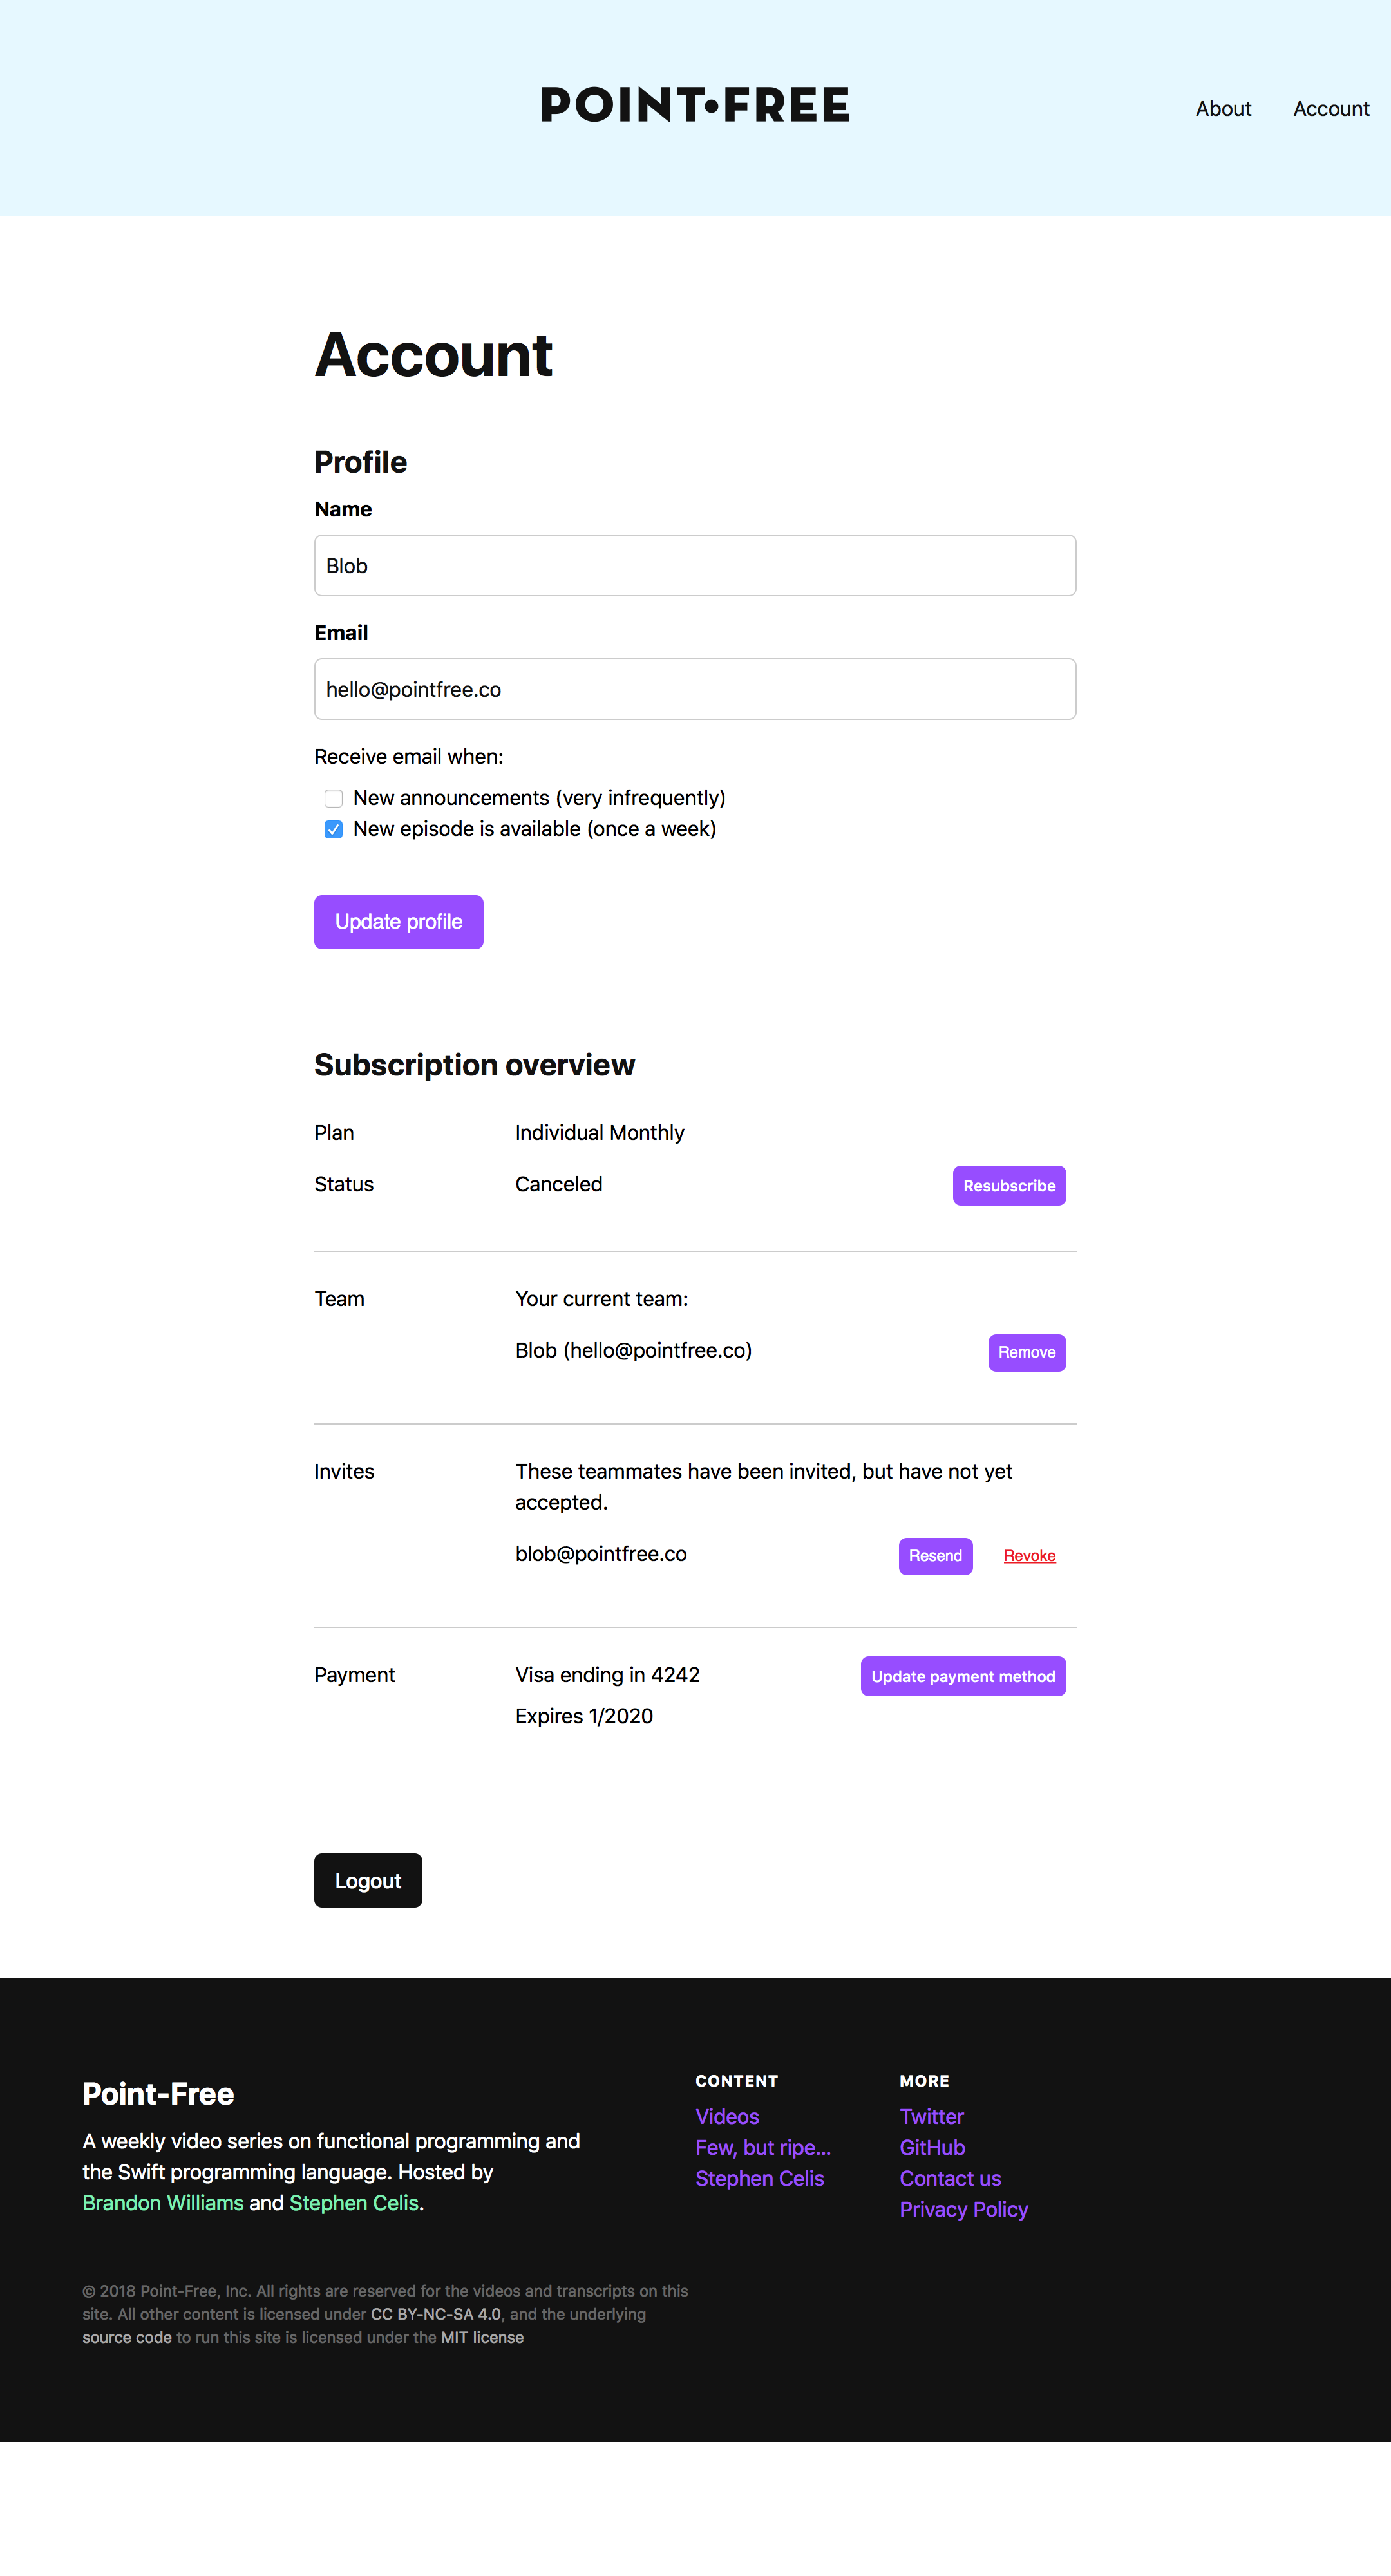 POINT•FREE
About Account
Account
Profile
Name
Blob
Email
hello@pointfree.co
Receive email when:
New announcements (very infrequently)
New episode is available (once a week)
Update profile
Subscription overview
Plan Individual Monthly
Status Canceled Resubscribe
Team Your current team:
Blob (hello@pointfree.co) Remove
Invites These teammates have been invited, but have not yet
accepted.
blob@pointfree.co Resend Revoke
Payment Visa ending in 4242 Update payment method
Expires 1/2020
Logout
Point-Free
A weekly video series on functional programming and
the Swift programming language. Hosted by
Brandon Williams and Stephen Celis.
CONTENT
Videos
Few, but ripe...
Stephen Celis
MORE
Twitter
GitHub
Contact us
Privacy Policy
© 2018 Point-Free, Inc. All rights are reserved for the videos and transcripts on this
site. All other content is licensed under CC BY-NC-SA 4.0, and the underlying
source code to run this site is licensed under the MIT license